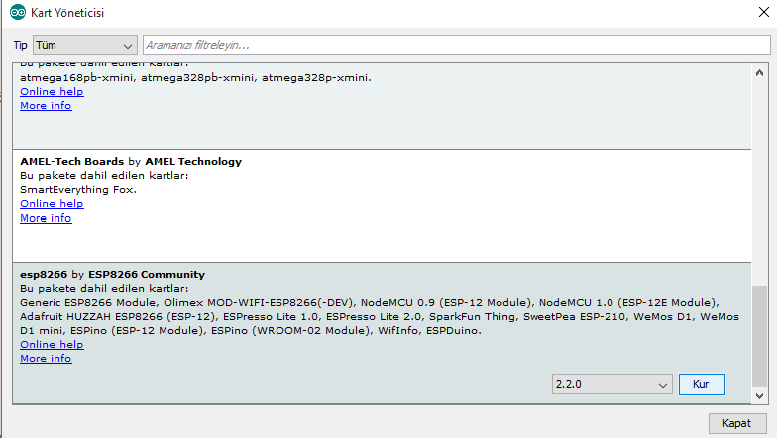 Kart Yöneticisi
Tip Tüm Aramanızı filtreleyin...
Bu pakete dahil edilen kartlar:
atmega168pb-xmini, atmega328pb-xmini, atmega328p-xmini.
Online help
More info
AMEL-Tech Boards by AMEL Technology
Bu pakete dahil edilen kartlar:
SmartEverything Fox.
Online help
More info
esp8266 by ESP8266 Community
Bu pakete dahil edilen kartlar:
Generic ESP8266 Module, Olimex MOD-WIFI-ESP8266(-DEV), NodeMCU 0.9 (ESP-12 Module), NodeMCU 1.0 (ESP-12E Module),
Adafruit HUZZAH ESP8266 (ESP-12), ESPresso Lite 1.0, ESPresso Lite 2.0, SparkFun Thing, SweetPea ESP-210, WeMos D1, WeMos
D1 mini, ESPino (ESP-12 Module), ESPino (WROOM-02 Module), WifInfo, ESPDuino.
Online help
More info
2.2.0 Kur
Kapat